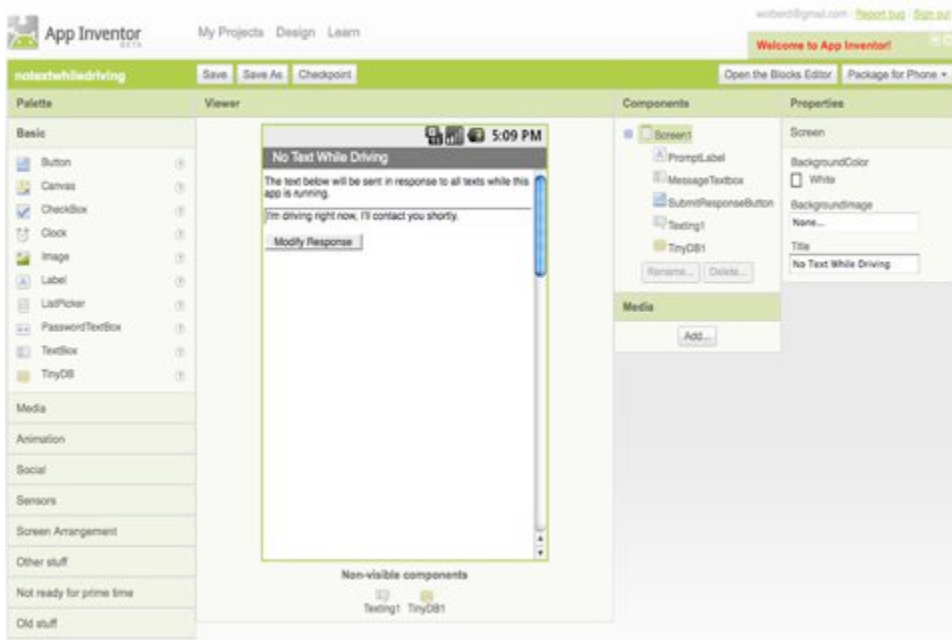 Report bug Sign out
App Inventor
BETA
My Projects Design Learn
Welcome to App Inventor!
notextwhiledriving
Save Save As Checkpoint
Open the Blocks Editor Package for Phone
Palette
Viewer
Components
Properties
Basic
Button
Canvas
CheckBox
Clock
Image
Label
ListPicker
PasswordTextBox
TextBox
TinyDB
Media
Animation
Social
Sensors
Screen Arrangement
Other stuff
Not ready for prime time
Old stuff
5:09 PM
No Text While Driving
The text below will be sent in response to all texts while this
app is running.
I'm driving right now, I'll contact you shortly.
Modify Response
Non-visible components
Texting1 TinyDB1
Screen1
PromptLabel
MessageTextbox
SubmitResponseButton
Texting1
TinyDB1
Rename... Delete...
Media
Add...
Screen
BackgroundColor
White
BackgroundImage
None...
Title
No Text While Driving